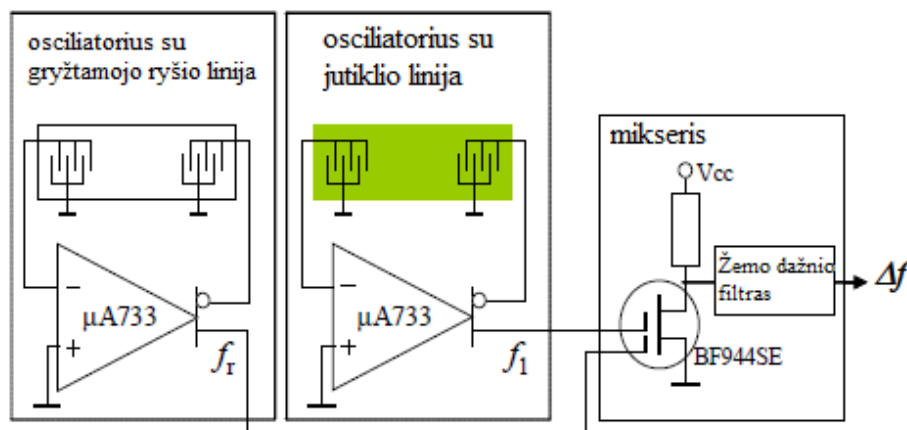 osciliatorius su
gryžtamojo ryšio linija
osciliatorius su
jutiklio linija
mikseris
Vcc
Žemo dažnio
filtras
Δf
BF944SE
−
µA733
+
fr
−
µA733
+
f1